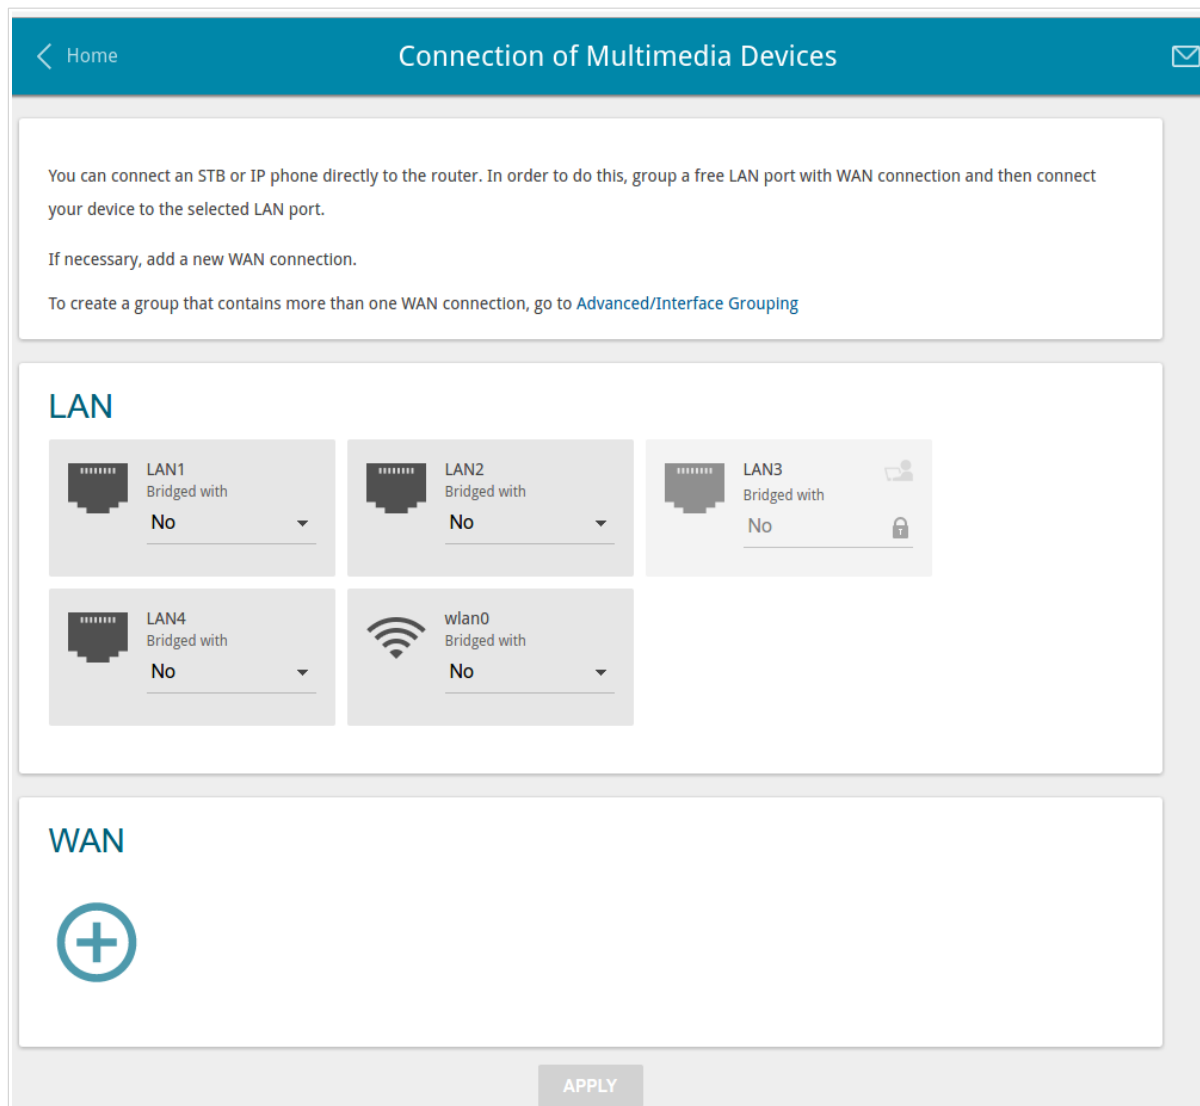 Home
Connection of Multimedia Devices
You can connect an STB or IP phone directly to the router. In order to do this, group a free LAN port with WAN connection and then connect
your device to the selected LAN port.
If necessary, add a new WAN connection.
To create a group that contains more than one WAN connection, go to Advanced/Interface Grouping
LAN
LAN1
Bridged with
No
LAN2
Bridged with
No
LAN3
Bridged with
No
LAN4
Bridged with
No
wlan0
Bridged with
No
WAN
APPLY